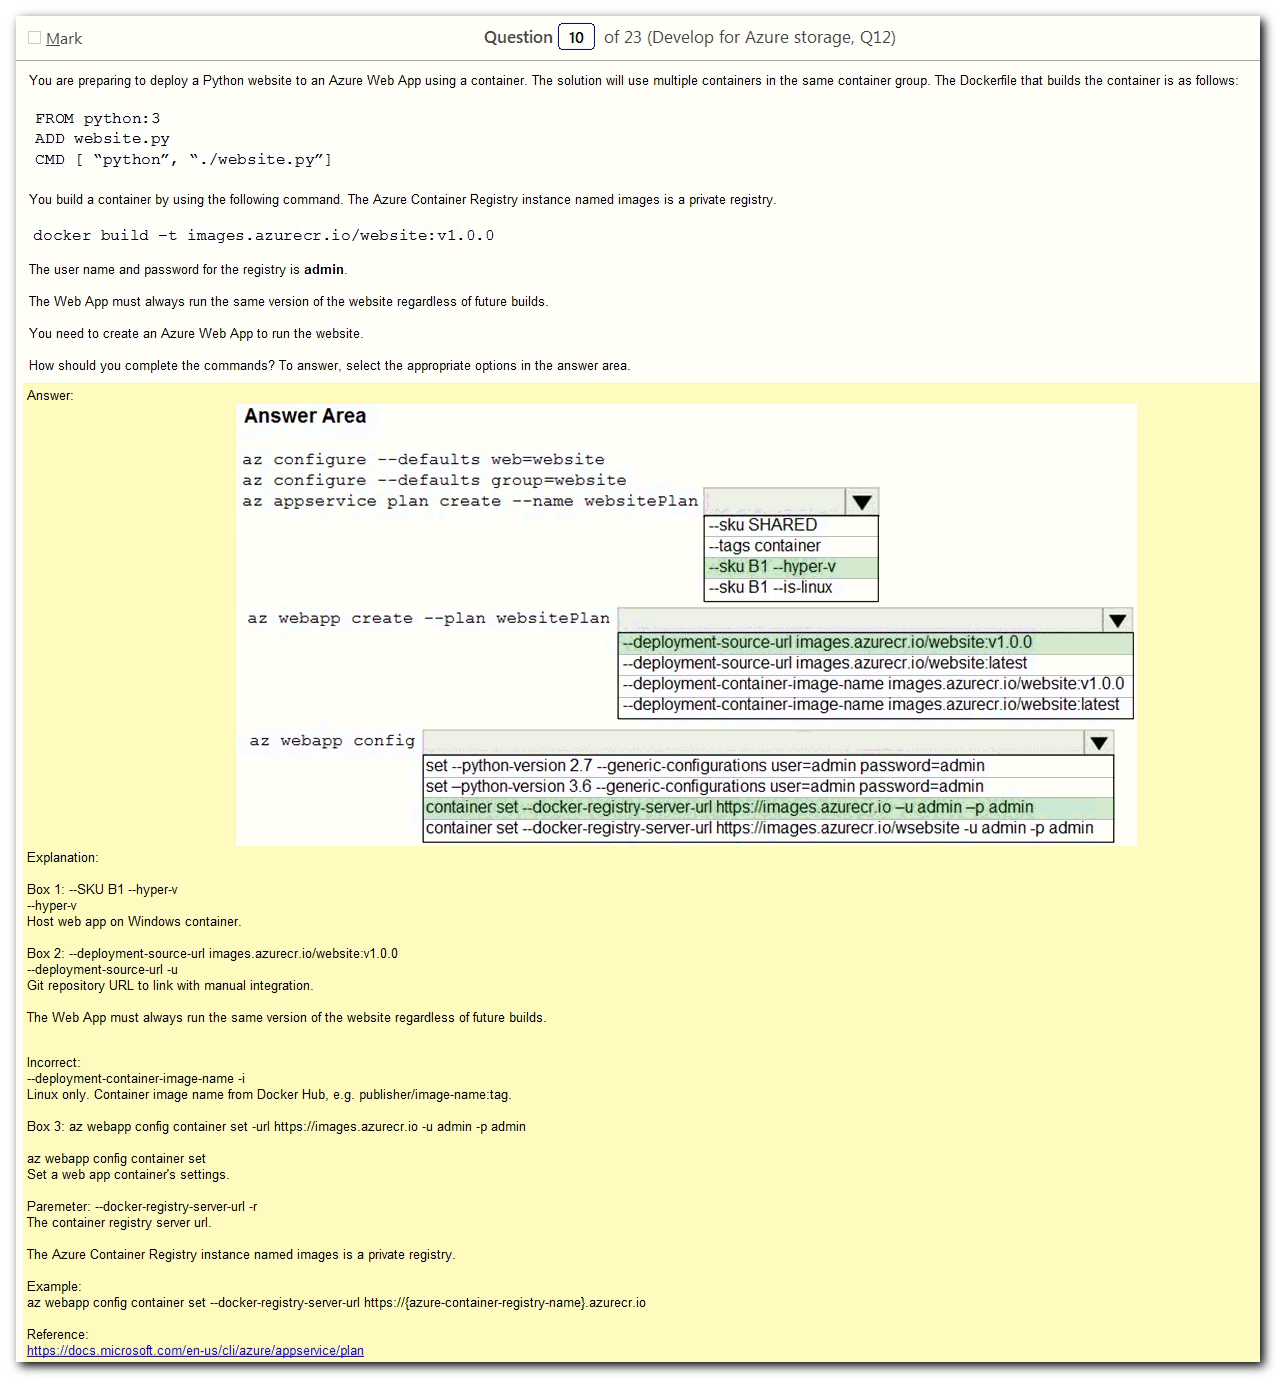 Mark
Question 10 of 23 (Develop for Azure storage, Q12)
You are preparing to deploy a Python website to an Azure Web App using a container. The solution will use multiple containers in the same container group. The Dockerfile that builds the container is as follows:
FROM python:3
ADD website.py
CMD [ “python”, “./website.py”]
You build a container by using the following command. The Azure Container Registry instance named images is a private registry.
docker build –t images.azurecr.io/website:v1.0.0
The user name and password for the registry is admin.
The Web App must always run the same version of the website regardless of future builds.
You need to create an Azure Web App to run the website.
How should you complete the commands? To answer, select the appropriate options in the answer area.
Answer:
Answer Area
az configure --defaults web=website
az configure --defaults group=website
az appservice plan create --name websitePlan
--sku SHARED
--tags container
--sku B1 --hyper-v
--sku B1 --is-linux
az webapp create --plan websitePlan
--deployment-source-url images.azurecr.io/website:v1.0.0
--deployment-source-url images.azurecr.io/website:latest
--deployment-container-image-name images.azurecr.io/website:v1.0.0
--deployment-container-image-name images.azurecr.io/website:latest
az webapp config
set --python-version 2.7 --generic-configurations user=admin password=admin
set –python-version 3.6 --generic-configurations user=admin password=admin
container set --docker-registry-server-url https://images.azurecr.io –u admin –p admin
container set --docker-registry-server-url https://images.azurecr.io/wsebsite -u admin -p admin
Explanation:
Box 1: --SKU B1 --hyper-v
--hyper-v
Host web app on Windows container.
Box 2: --deployment-source-url images.azurecr.io/website:v1.0.0
--deployment-source-url -u
Git repository URL to link with manual integration.
The Web App must always run the same version of the website regardless of future builds.
Incorrect:
--deployment-container-image-name -i
Linux only. Container image name from Docker Hub, e.g. publisher/image-name:tag.
Box 3: az webapp config container set -url https://images.azurecr.io -u admin -p admin
az webapp config container set
Set a web app container's settings.
Paremeter: --docker-registry-server-url -r
The container registry server url.
The Azure Container Registry instance named images is a private registry.
Example:
az webapp config container set --docker-registry-server-url https://{azure-container-registry-name}.azurecr.io
Reference:
https://docs.microsoft.com/en-us/cli/azure/appservice/plan